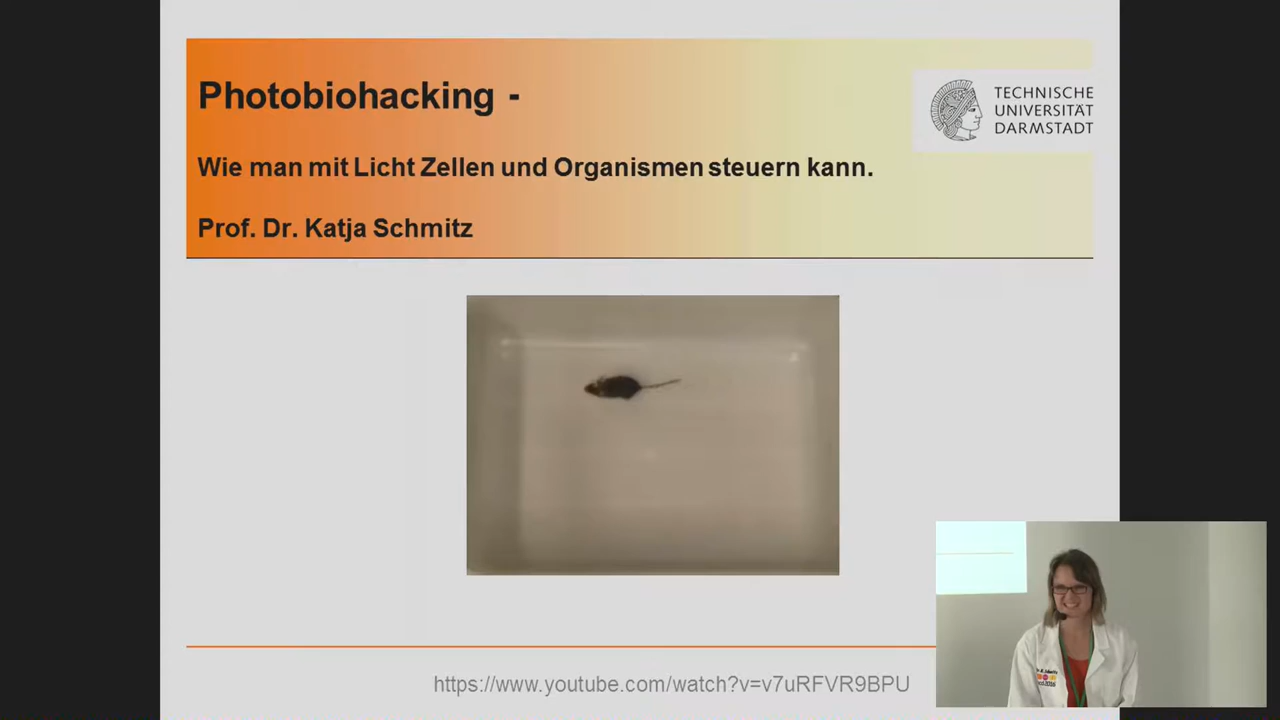 Photobiohacking -
TECHNISCHE
UNIVERSITÄT
DARMSTADT
Wie man mit Licht Zellen und Organismen steuern kann.
Prof. Dr. Katja Schmitz
https://www.youtube.com/watch?v=v7uRFVR9BPU